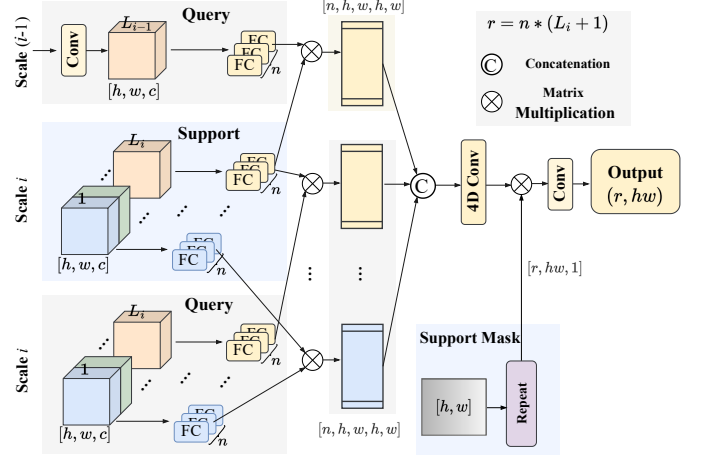 Query
[n, h, w, h, w]
r = n * (L_i + 1)
Scale (i-1)
Conv
L_{i-1}
FC
FC
FC
n
[h, w, c]
C
Concatenation
Matrix
Multiplication
Support
Scale i
L_i
1
FC
FC
FC
n
[h, w, c]
FC
FC
FC
n
C
4D Conv
Conv
Output
(r, hw)
[r, hw, 1]
Query
Scale i
L_i
1
FC
FC
FC
n
[h, w, c]
FC
FC
FC
n
[n, h, w, h, w]
Support Mask
[h, w]
Repeat